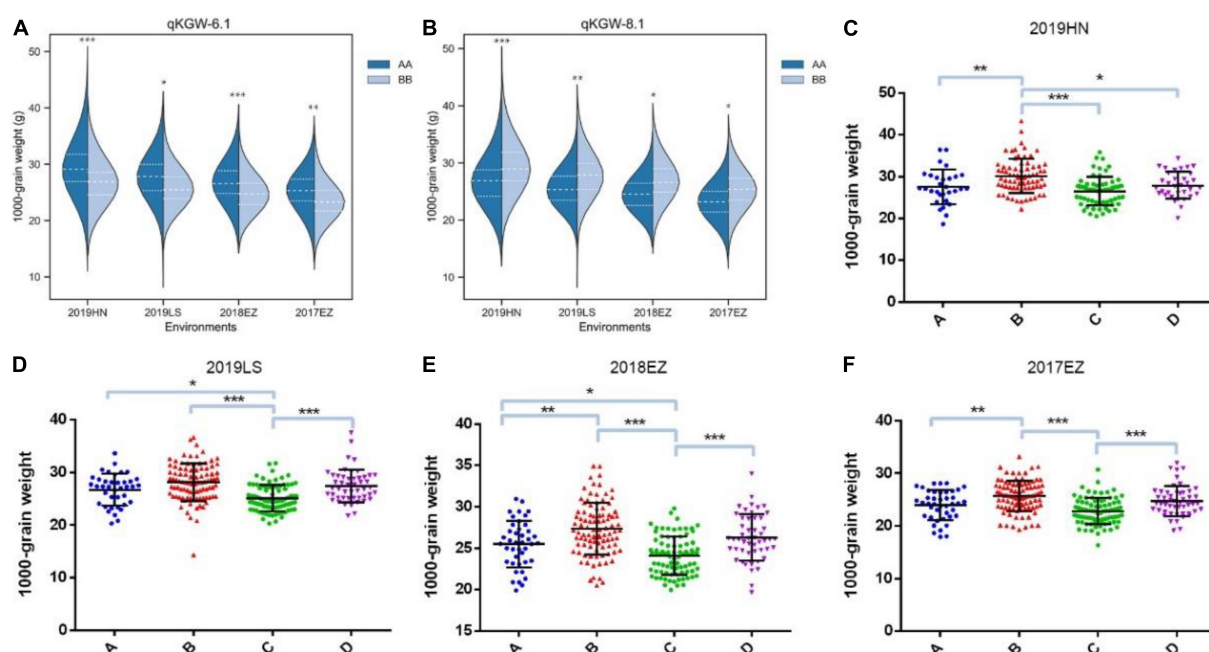 A
qKGW-6.1
1000-grain weight (g)
50
40
30
20
10
***
*
***
**
AA
BB
2019HN
2019LS
2018EZ
2017EZ
Environments
B
qKGW-8.1
1000-grain weight (g)
50
40
30
20
10
***
**
*
*
AA
BB
2019HN
2019LS
2018EZ
2017EZ
Environments
C
2019HN
1000-grain weight
50
40
30
20
10
0
**
*
***
A
B
C
D
D
2019LS
1000-grain weight
40
30
20
10
0
*
***
***
A
B
C
D
E
2018EZ
1000-grain weight
40
35
30
25
20
15
*
**
***
***
A
B
C
D
F
2017EZ
1000-grain weight
40
30
20
10
0
**
***
***
A
B
C
D